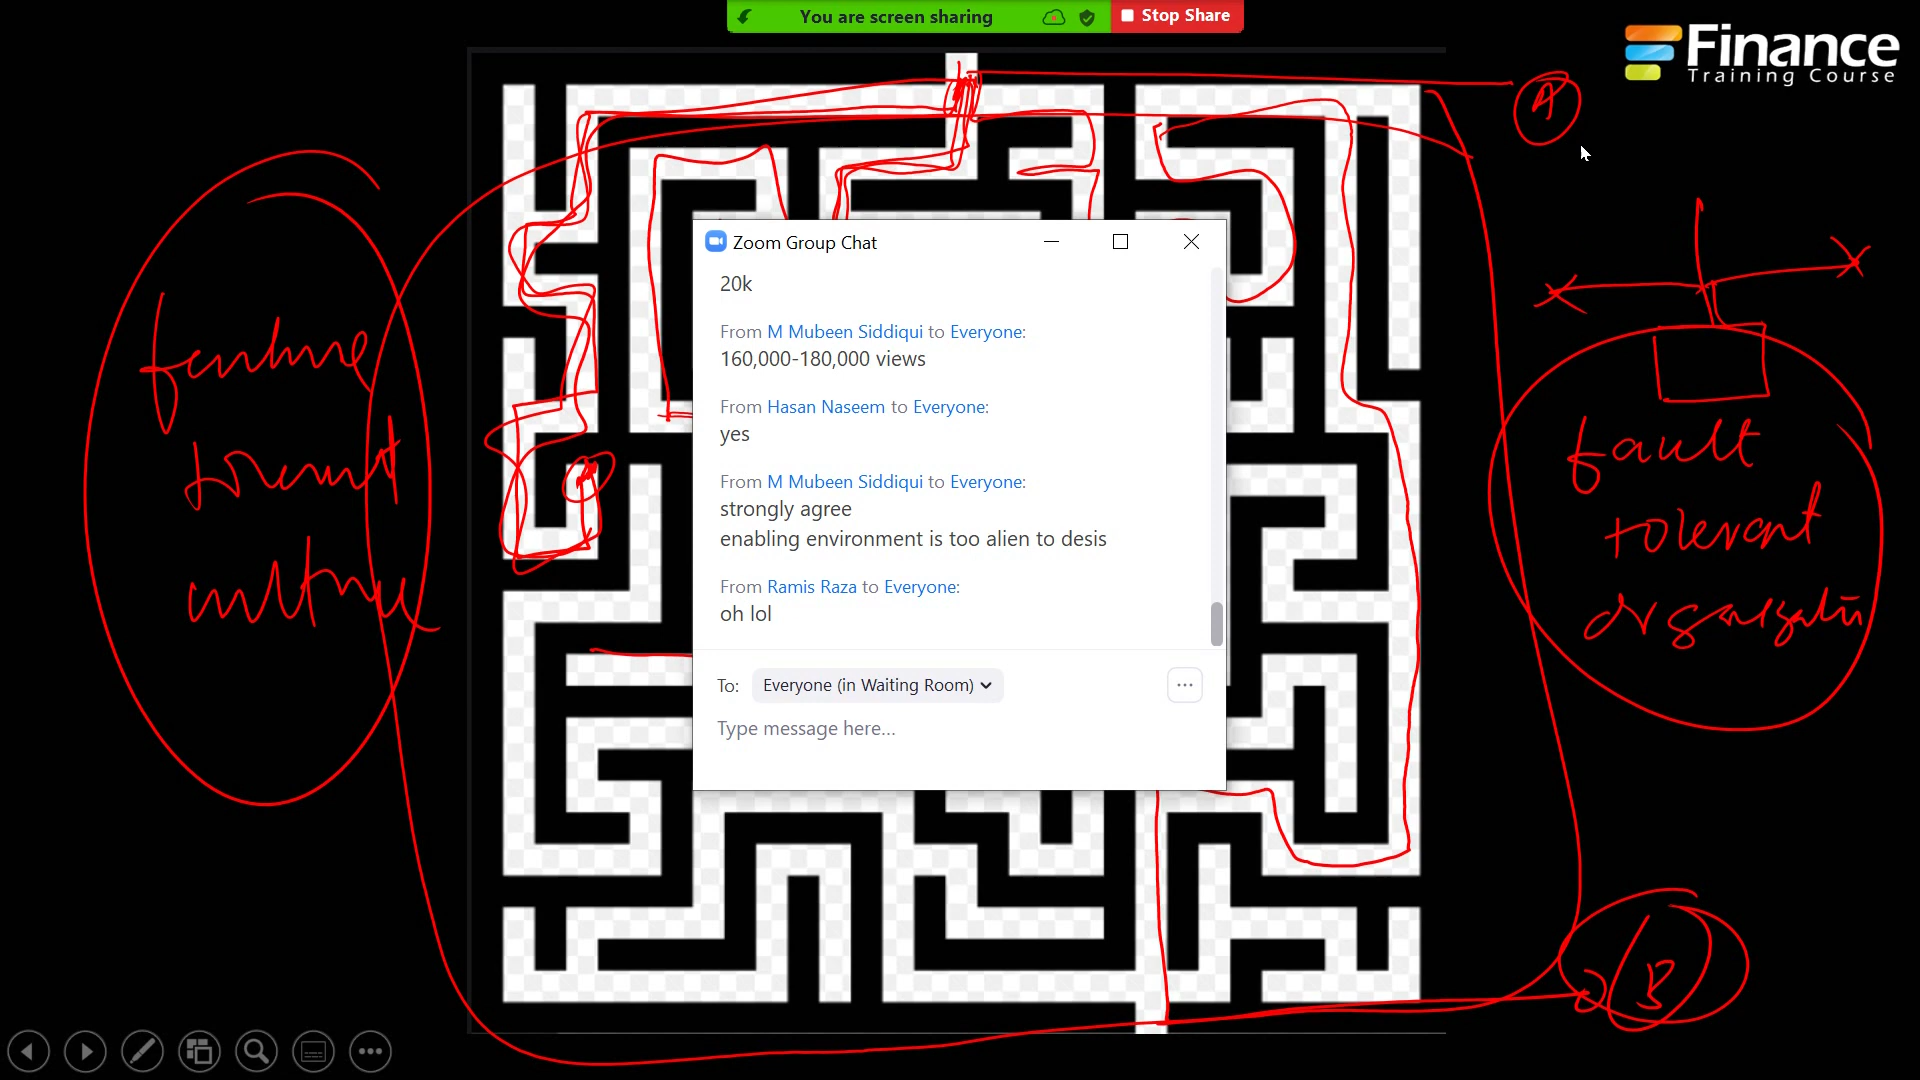 You are screen sharing
Stop Share
Finance
Training Course
A
Zoom Group Chat
20k
From M Mubeen Siddiqui to Everyone:
160,000-180,000 views
From Hasan Naseem to Everyone:
yes
From M Mubeen Siddiqui to Everyone:
strongly agree
enabling environment is too alien to desis
From Ramis Raza to Everyone:
oh lol
To: Everyone (in Waiting Room)
Type message here...
culture
fault
tolerant
B